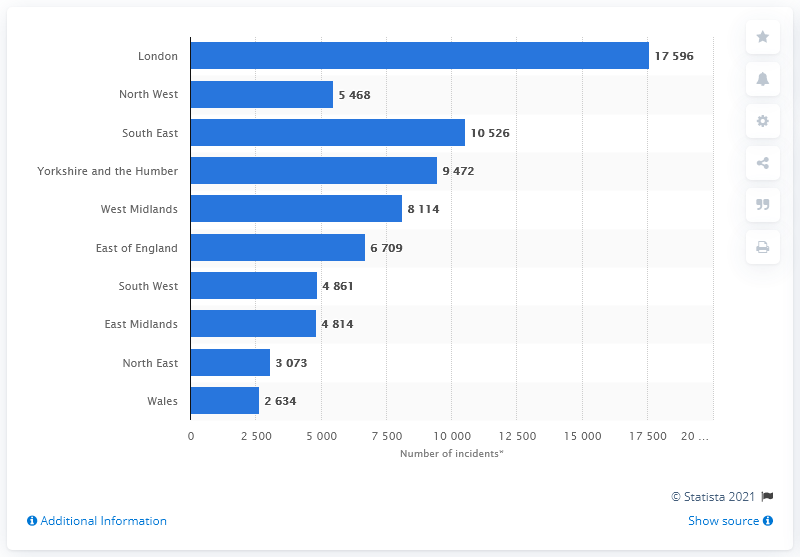 London 17 596
North West 5 468
South East 10 526
Yorkshire and the Humber 9 472
West Midlands 8 114
East of England 6 709
South West 4 861
East Midlands 4 814
North East 3 073
Wales 2 634
0 2 500 5 000 7 500 10 000 12 500 15 000 17 500 20 ...
Number of incidents*
© Statista 2021
Additional Information Show source